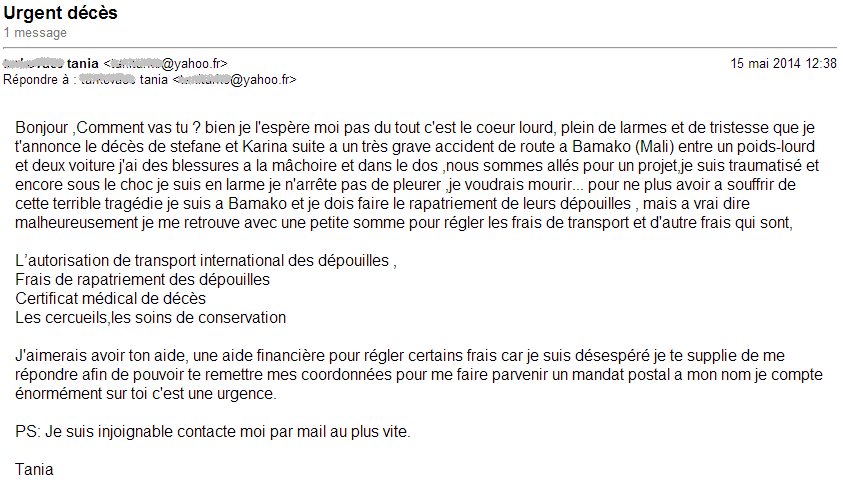 Urgent décès
1 message
tania < @yahoo.fr>
15 mai 2014 12:38
Répondre à : tania < @yahoo.fr>
Bonjour ,Comment vas tu ? bien je l'espère moi pas du tout c'est le coeur lourd, plein de larmes et de tristesse que je
t'annonce le décès de stefane et Karina suite a un très grave accident de route a Bamako (Mali) entre un poids-lourd
et deux voiture j'ai des blessures a la mâchoire et dans le dos ,nous sommes allés pour un projet,je suis traumatisé et
encore sous le choc je suis en larme je n'arrête pas de pleurer ,je voudrais mourir... pour ne plus avoir a souffrir de
cette terrible tragédie je suis a Bamako et je dois faire le rapatriement de leurs dépouilles , mais a vrai dire
malheureusement je me retrouve avec une petite somme pour régler les frais de transport et d'autre frais qui sont,
L'autorisation de transport international des dépouilles ,
Frais de rapatriement des dépouilles
Certificat médical de décès
Les cercueils,les soins de conservation
J'aimerais avoir ton aide, une aide financière pour régler certains frais car je suis désespéré je te supplie de me
répondre afin de pouvoir te remettre mes coordonnées pour me faire parvenir un mandat postal a mon nom je compte
énormément sur toi c'est une urgence.
PS: Je suis injoignable contacte moi par mail au plus vite.
Tania